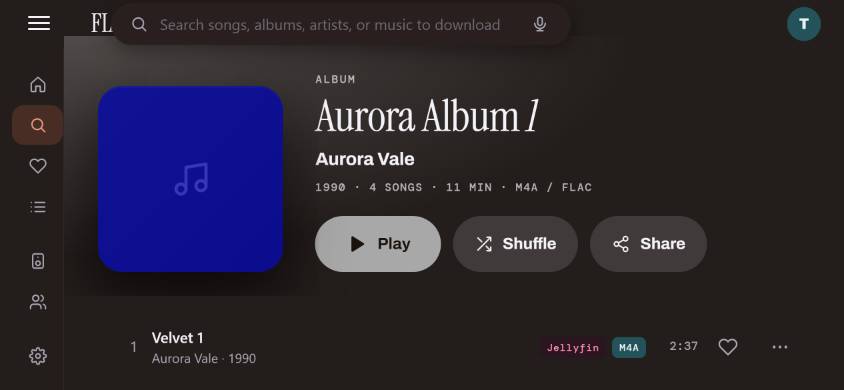 FL
Search songs, albums, artists, or music to download
T
ALBUM
Aurora Album 1
Aurora Vale
1990 · 4 SONGS · 11 MIN · M4A / FLAC
Play
Shuffle
Share
1
Velvet 1
Aurora Vale · 1990
Jellyfin
M4A
2:37